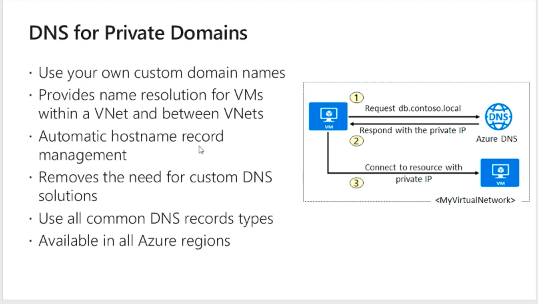 DNS for Private Domains
· Use your own custom domain names
· Provides name resolution for VMs
within a VNet and between VNets
· Automatic hostname record
management
· Removes the need for custom DNS
solutions
· Use all common DNS records types
· Available in all Azure regions
1
Request db.contoso.local
VM
DNS
Respond with the private IP
Azure DNS
2
Connect to resource with
private IP
3
VM
<MyVirtualNetwork>